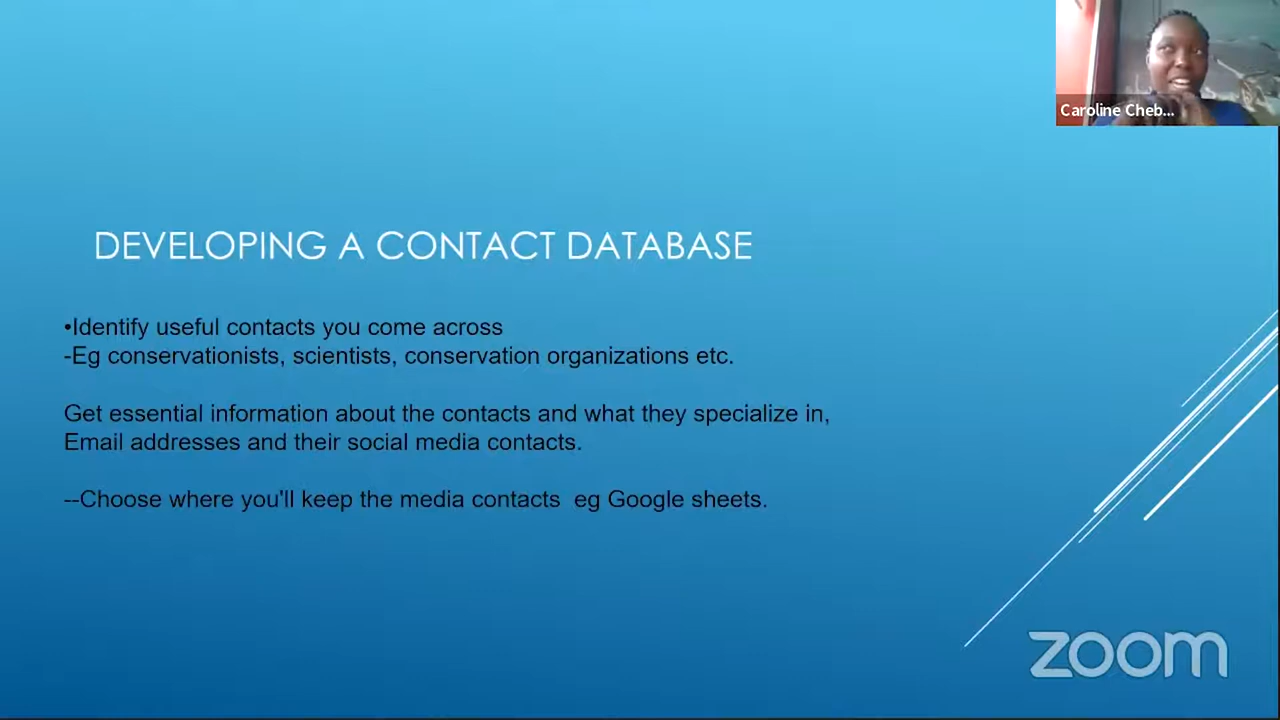 Caroline Cheb...
DEVELOPING A CONTACT DATABASE
•Identify useful contacts you come across
-Eg conservationists, scientists, conservation organizations etc.
Get essential information about the contacts and what they specialize in,
Email addresses and their social media contacts.
--Choose where you'll keep the media contacts  eg Google sheets.
zoom